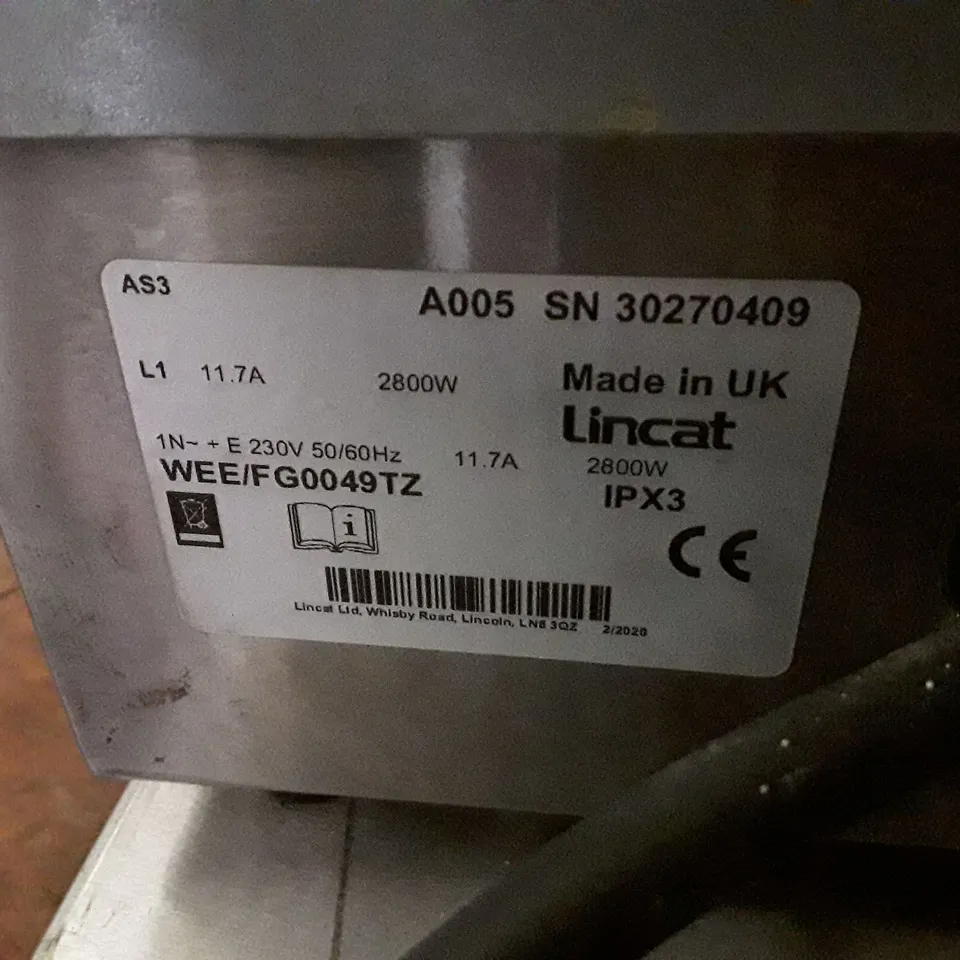 AS3
A005 SN 30270409
L1 11.7A 2800W
Made in UK
Lincat
1N~ + E 230V 50/60Hz 11.7A 2800W
WEE/FG0049TZ
IPX3
i
CE
Lincat Ltd, Whisby Road, Lincoln, LN6 3QZ 2/2020